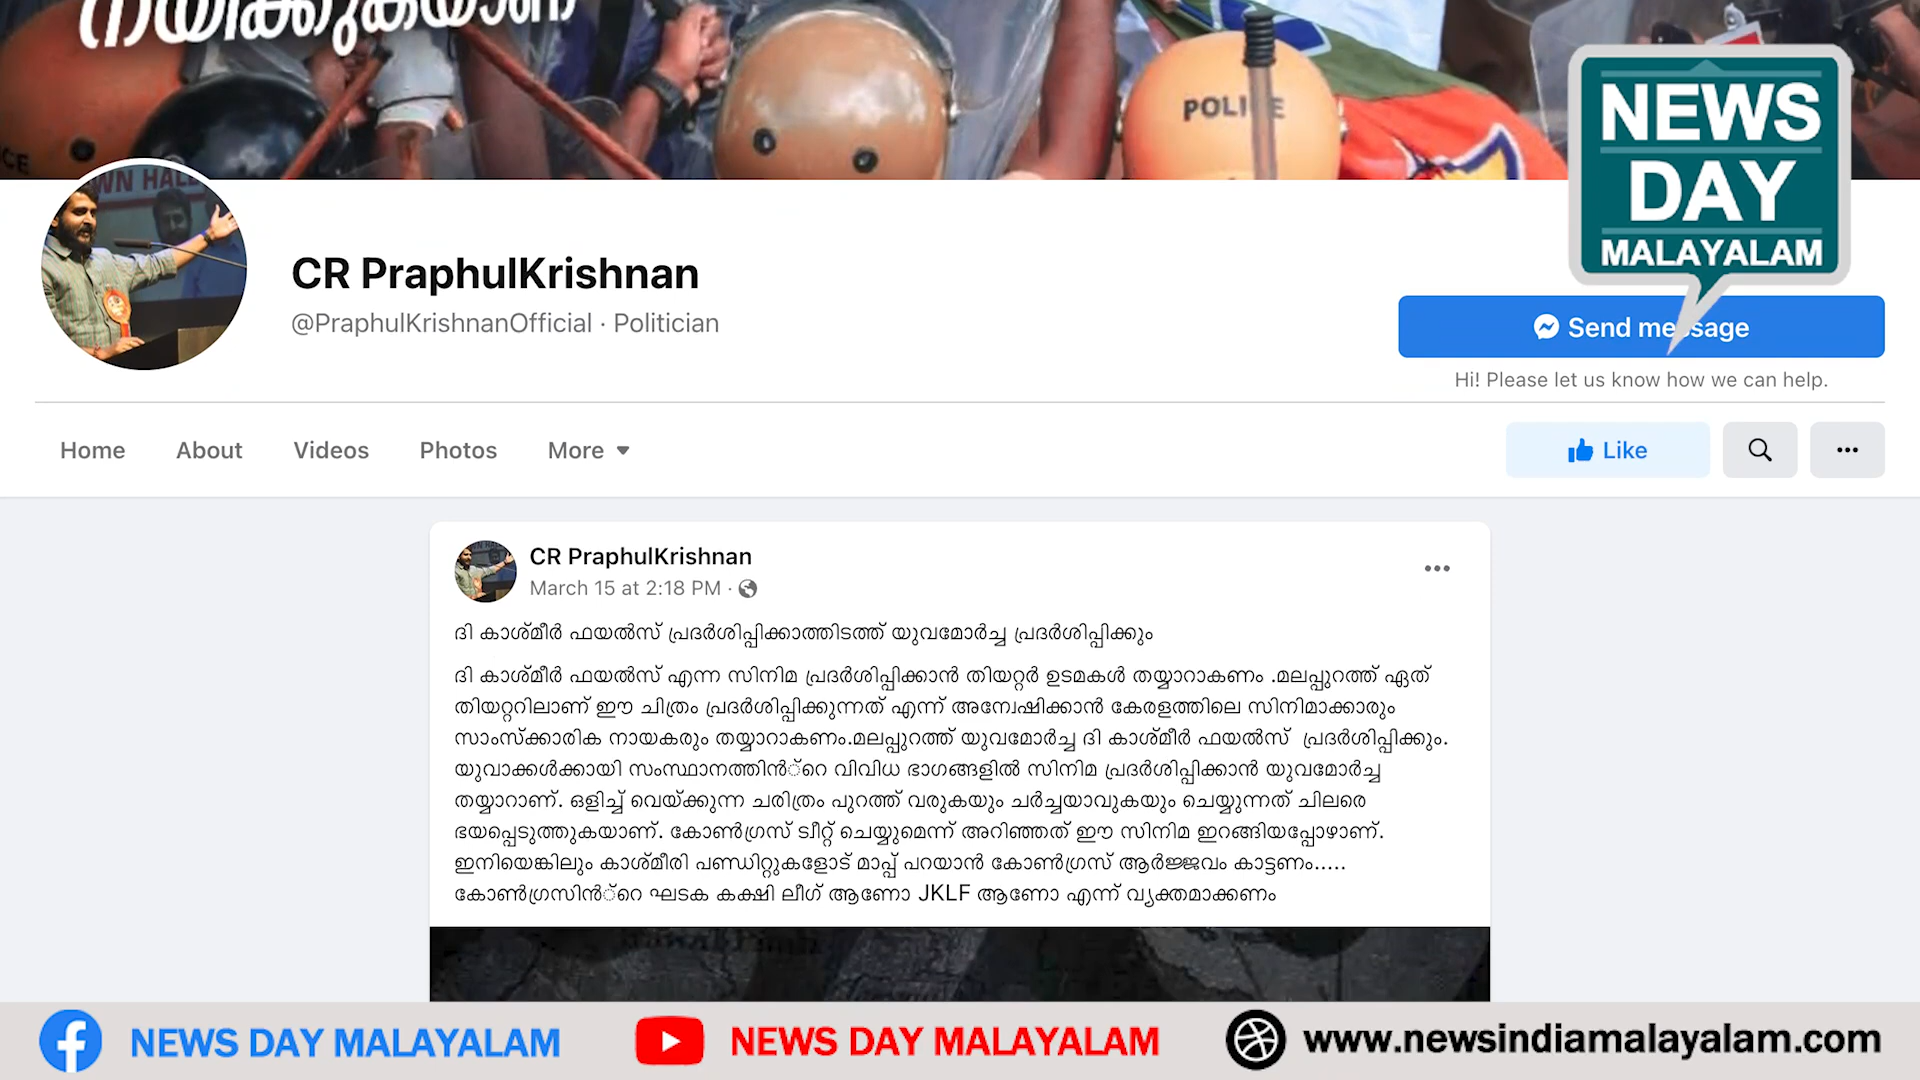 നയിക്കുകയാണ്
POLICE
CE
NEWS
DAY
MALAYALAM
WN HALL
CR PraphulKrishnan
@PraphulKrishnanOfficial · Politician
Send message
Hi! Please let us know how we can help.
Home About Videos Photos More
Like
CR PraphulKrishnan
March 15 at 2:18 PM ·
ദി കാശ്മീർ ഫയൽസ് പ്രദർശിപ്പിക്കാത്തിടത്ത് യുവമോർച്ച പ്രദർശിപ്പിക്കും
ദി കാശ്മീർ ഫയൽസ് എന്ന സിനിമ പ്രദർശിപ്പിക്കാൻ തിയറ്റർ ഉടമകൾ തയ്യാറാകണം .മലപ്പുറത്ത് ഏത്
തിയറ്ററിലാണ് ഈ ചിത്രം പ്രദർശിപ്പിക്കുന്നത് എന്ന് അന്വേഷിക്കാൻ കേരളത്തിലെ സിനിമാക്കാരും
സാംസ്ക്കാരിക നായകരും തയ്യാറാകണം.മലപ്പുറത്ത് യുവമോർച്ച ദി കാശ്മീർ ഫയൽസ് പ്രദർശിപ്പിക്കും.
യുവാക്കൾക്കായി സംസ്ഥാനത്തിൻ്റെ വിവിധ ഭാഗങ്ങളിൽ സിനിമ പ്രദർശിപ്പിക്കാൻ യുവമോർച്ച
തയ്യാറാണ്. ഒളിച്ച് വെയ്ക്കുന്ന ചരിത്രം പുറത്ത് വരുകയും ചർച്ചയാവുകയും ചെയ്യുന്നത് ചിലരെ
ഭയപ്പെടുത്തുകയാണ്. കോൺഗ്രസ് ട്വീറ്റ് ചെയ്യുമെന്ന് അറിഞ്ഞത് ഈ സിനിമ ഇറങ്ങിയപ്പോഴാണ്.
ഇനിയെങ്കിലും കാശ്മീരി പണ്ഡിറ്റുകളോട് മാപ്പ് പറയാൻ കോൺഗ്രസ് ആർജ്ജവം കാട്ടണം.....
കോൺഗ്രസിൻ്റെ ഘടക കക്ഷി ലീഗ് ആണോ JKLF ആണോ എന്ന് വ്യക്തമാക്കണം
NEWS DAY MALAYALAM NEWS DAY MALAYALAM www.newsindiamalayalam.com